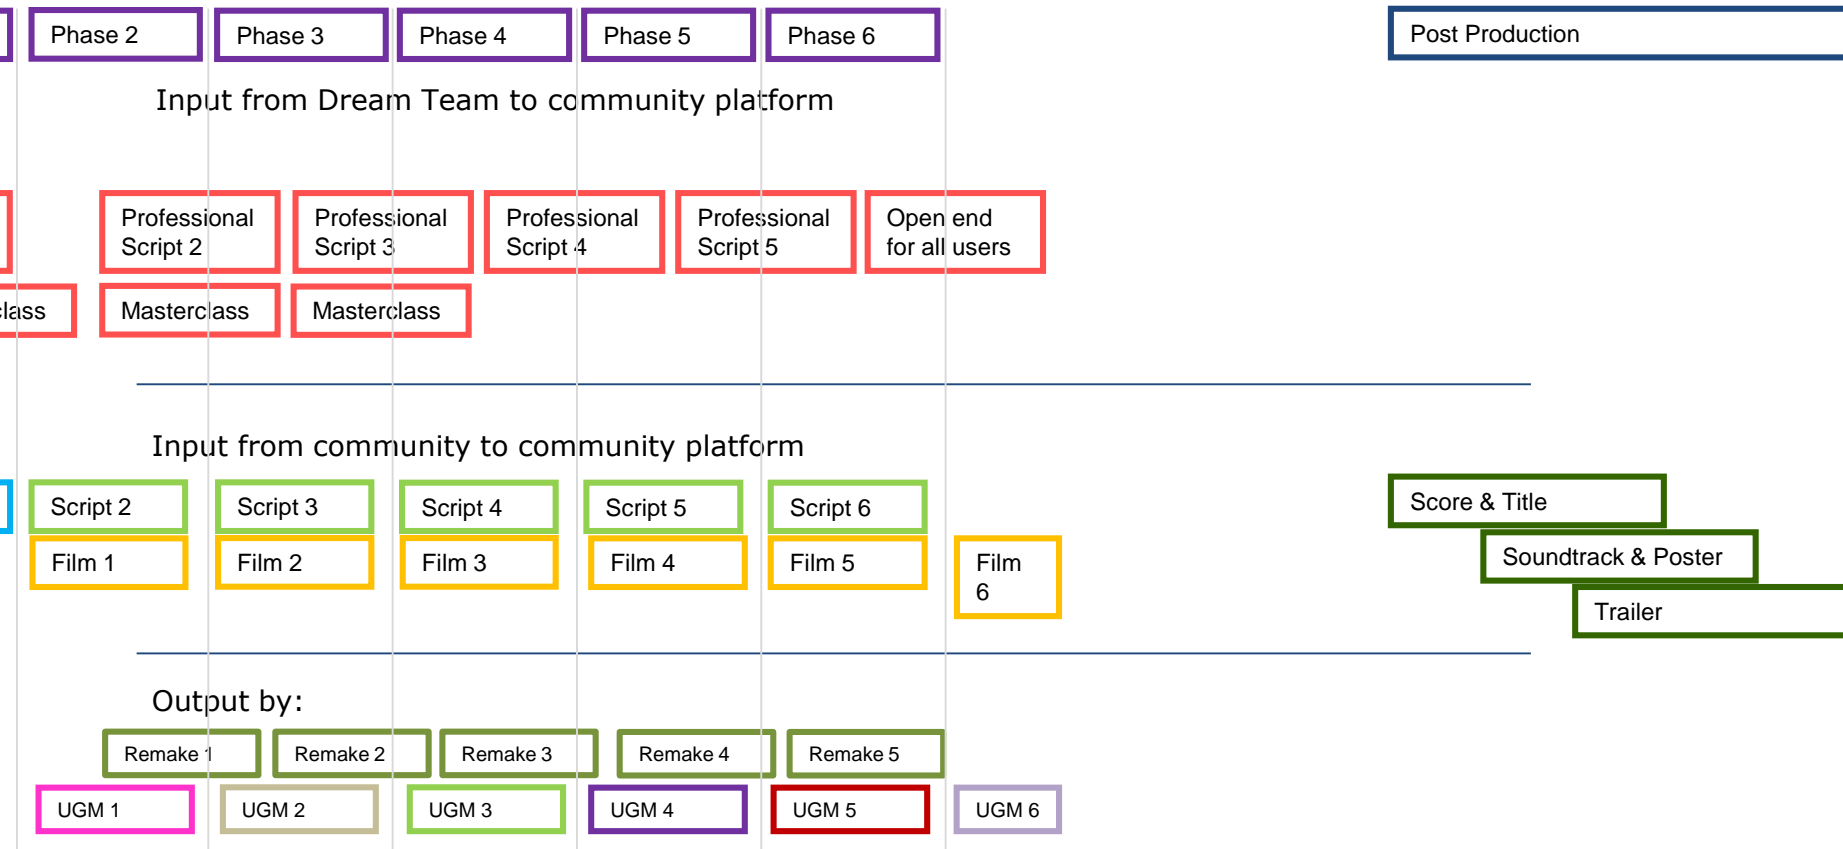 Phase 2
Phase 3
Phase 4
Phase 5
Phase 6
Post Production
Input from Dream Team to community platform
Professional
Script 2
Professional
Script 3
Professional
Script 4
Professional
Script 5
Open end
for all users
class
Masterclass
Masterclass
Input from community to community platform
Script 2
Script 3
Script 4
Script 5
Script 6
Score & Title
Film 1
Film 2
Film 3
Film 4
Film 5
Film
6
Soundtrack & Poster
Trailer
Output by:
Remake 1
Remake 2
Remake 3
Remake 4
Remake 5
UGM 1
UGM 2
UGM 3
UGM 4
UGM 5
UGM 6